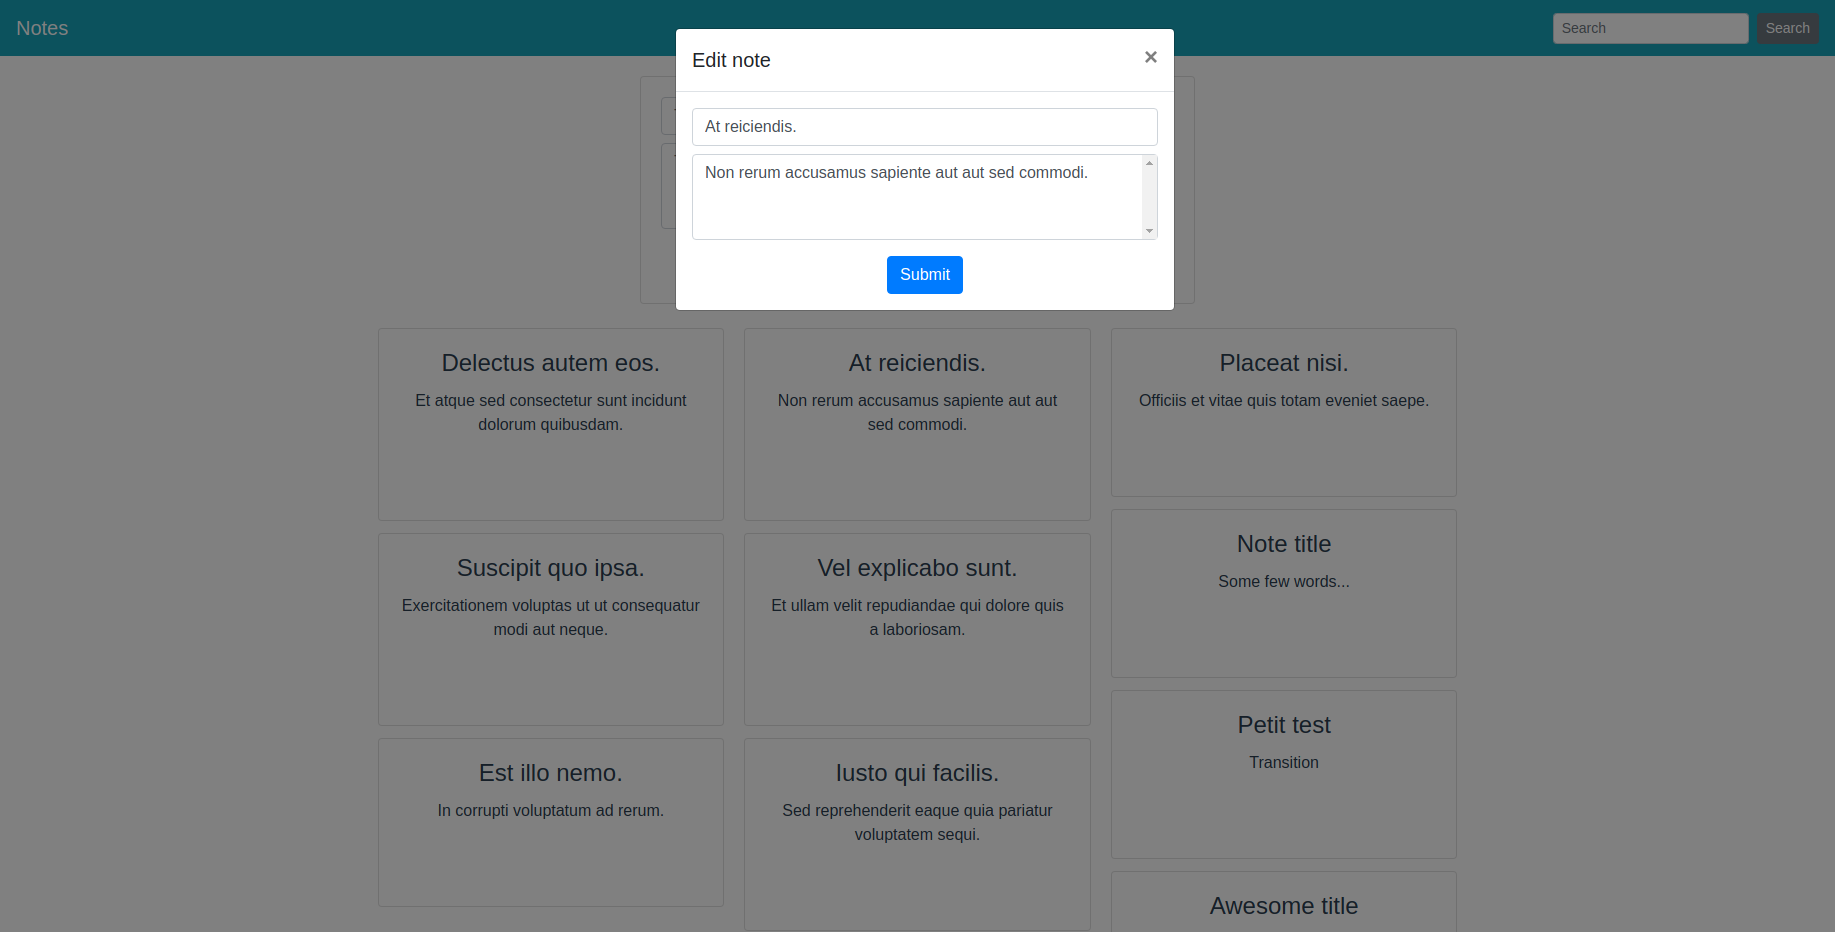 Notes
Search
Search
Edit note
×
At reiciendis.
Non rerum accusamus sapiente aut aut sed commodi.
Submit
Delectus autem eos.
Et atque sed consectetur sunt incidunt
dolorum quibusdam.
At reiciendis.
Non rerum accusamus sapiente aut aut
sed commodi.
Placeat nisi.
Officiis et vitae quis totam eveniet saepe.
Suscipit quo ipsa.
Exercitationem voluptas ut ut consequatur
modi aut neque.
Vel explicabo sunt.
Et ullam velit repudiandae qui dolore quis
a laboriosam.
Note title
Some few words...
Est illo nemo.
In corrupti voluptatum ad rerum.
Iusto qui facilis.
Sed reprehenderit eaque quia pariatur
voluptatem sequi.
Petit test
Transition
Awesome title